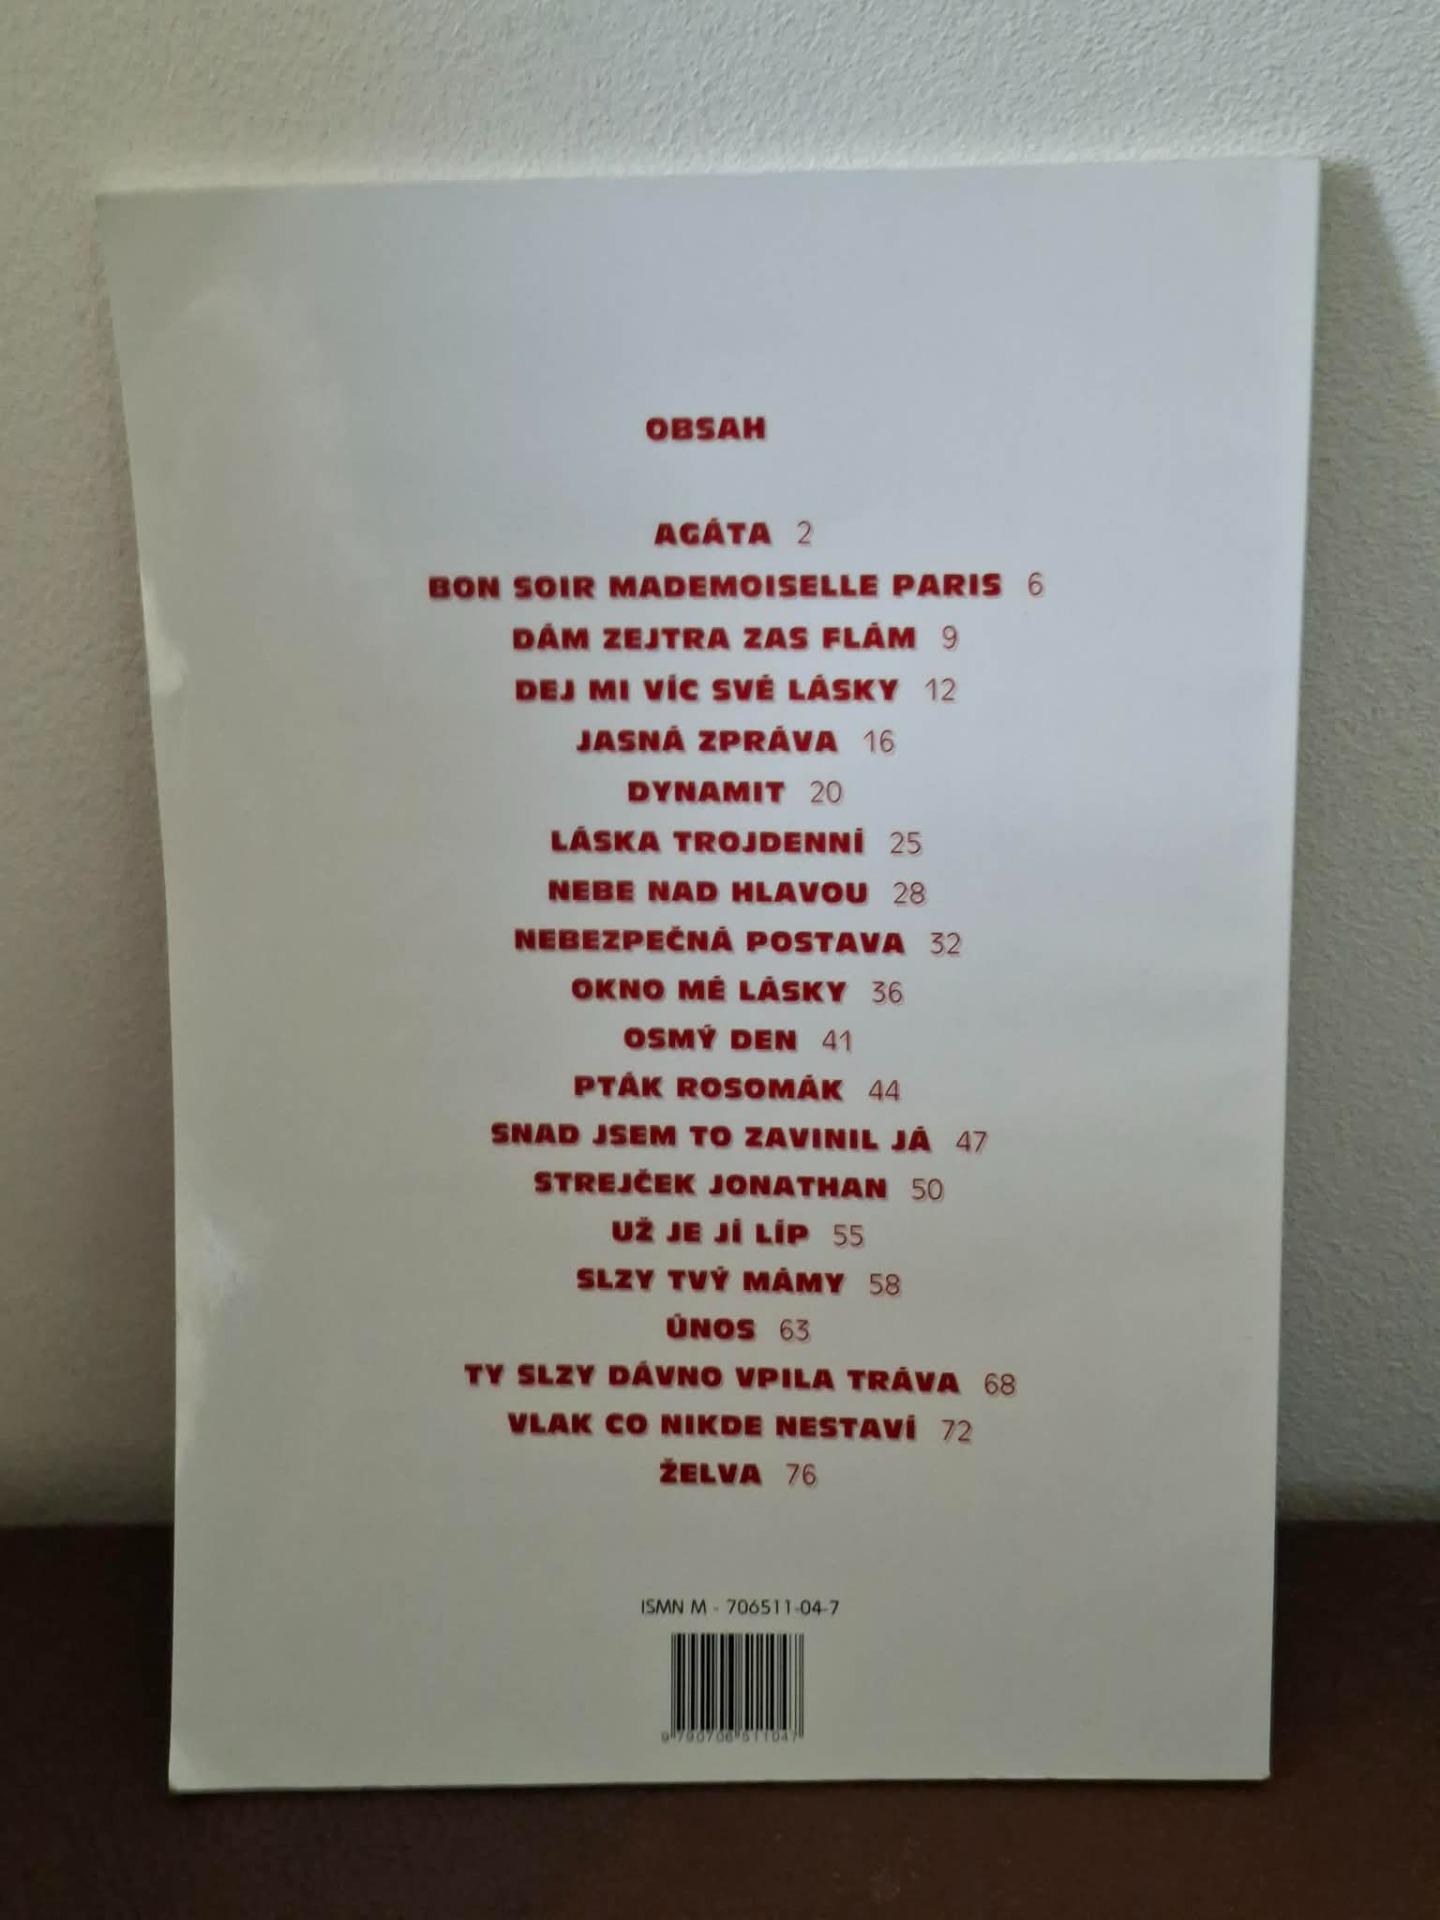 OBSAH
AGÁTA 2
BON SOIR MADEMOISELLE PARIS 6
DÁM ZEJTRA ZAS FLÁM 9
DEJ MI VÍC SVÉ LÁSKY 12
JASNÁ ZPRÁVA 16
DYNAMIT 20
LÁSKA TROJDENNÍ 25
NEBE NAD HLAVOU 28
NEBEZPEČNÁ POSTAVA 32
OKNO MÉ LÁSKY 36
OSMÝ DEN 41
PTÁK ROSOMÁK 44
SNAD JSEM TO ZAVINIL JÁ 47
STREJČEK JONATHAN 50
UŽ JE JÍ LÍP 55
SLZY TVÝ MÁMY 58
ÚNOS 63
TY SLZY DÁVNO VPILA TRÁVA 68
VLAK CO NIKDE NESTAVÍ 72
ŽELVA 76
ISMN M - 706511-04-7
9 790706 511047